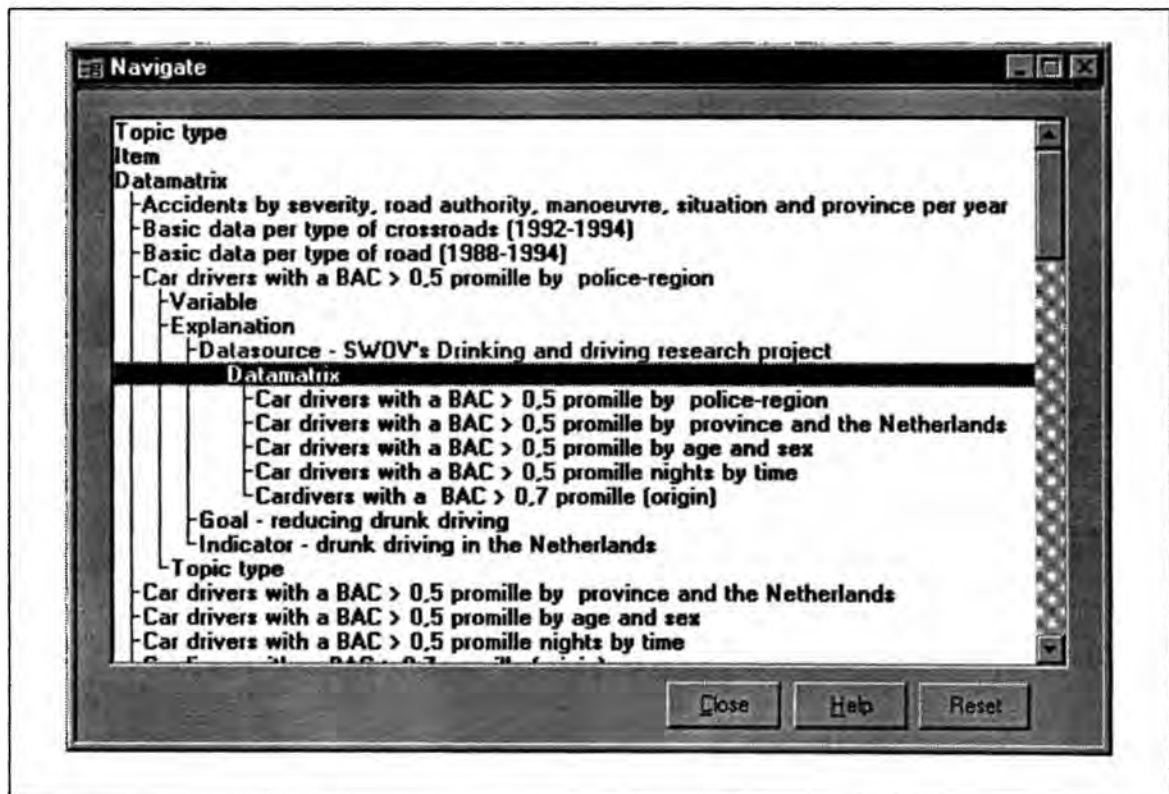 Navigate
Topic type
Item
Datamatrix
Accidents by severity, road authority, manoeuvre, situation and province per year
Basic data per type of crossroads (1992-1994)
Basic data per type of road (1988-1994)
Car drivers with a BAC > 0,5 promille by police-region
Variable
Explanation
Datasource - SWOV's Drinking and driving research project
Datamatrix
Car drivers with a BAC > 0,5 promille by police-region
Car drivers with a BAC > 0,5 promille by province and the Netherlands
Car drivers with a BAC > 0,5 promille by age and sex
Car drivers with a BAC > 0,5 promille nights by time
Cardivers with a BAC > 0,7 promille (origin)
Goal - reducing drunk driving
Indicator - drunk driving in the Netherlands
Topic type
Car drivers with a BAC > 0,5 promille by province and the Netherlands
Car drivers with a BAC > 0,5 promille by age and sex
Car drivers with a BAC > 0,5 promille nights by time
Close Help Reset